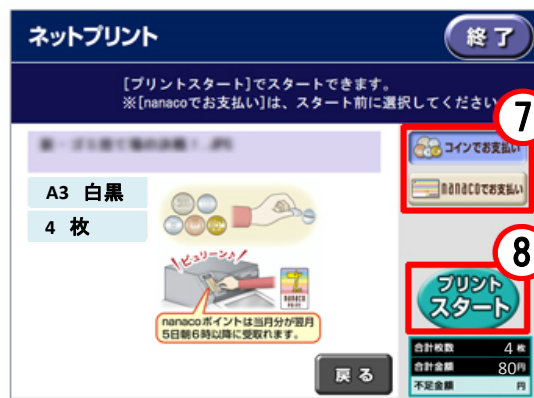 ネットプリント
終了
[プリントスタート]でスタートできます。
※[nanacoでお支払い]は、スタート前に選択してください
7
コインでお支払い
nanacoでお支払い
A3 白黒
4 枚
ピュリーン♪
nanaco
nanacoポイントは当月分が翌月
5日朝6時以降に受取れます。
8
プリント
スタート
戻る
合計枚数 4枚
合計金額 80円
不足金額 円